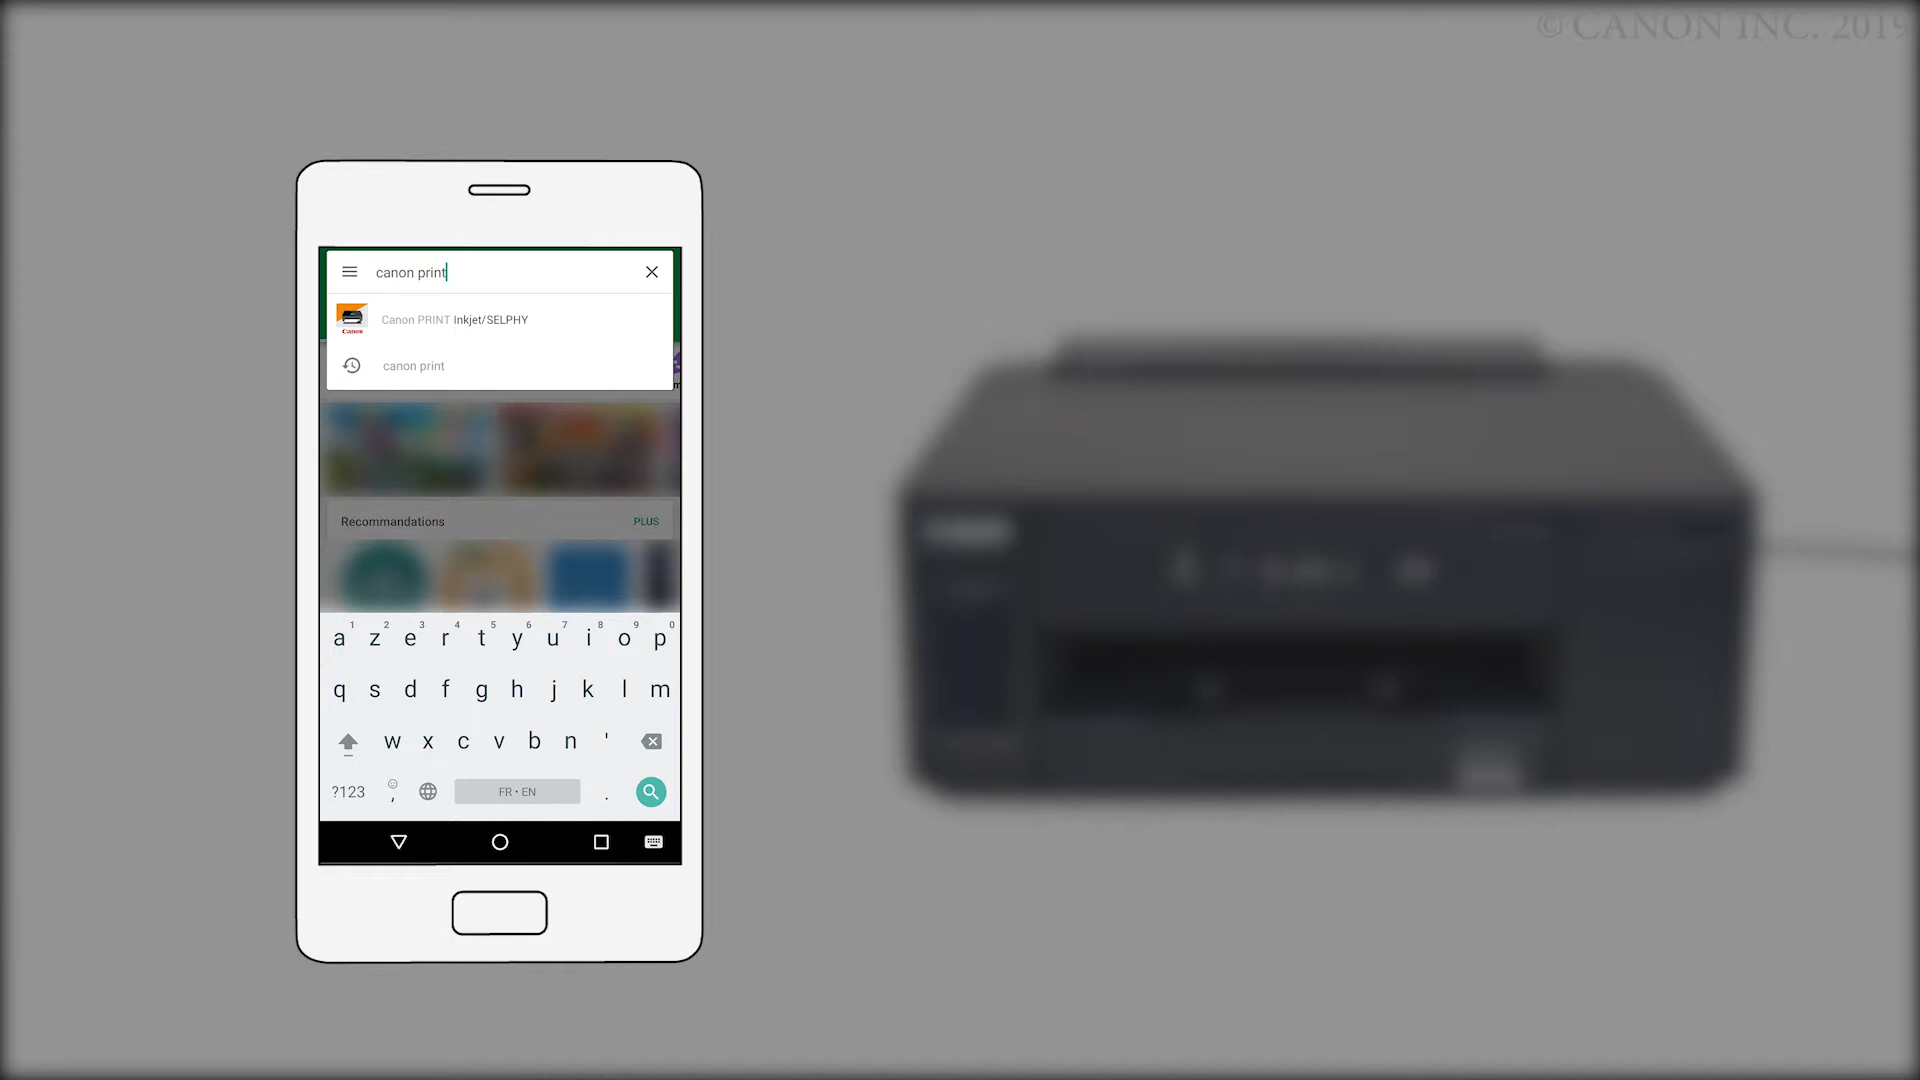 © CANON INC. 2019
canon print
Canon
Canon PRINT Inkjet/SELPHY
canon print
m
Recommandations PLUS
1 2 3 4 5 6 7 8 9 0
a z e r t y u i o p
q s d f g h j k l m
w x c v b n '
?123 , FR • EN .